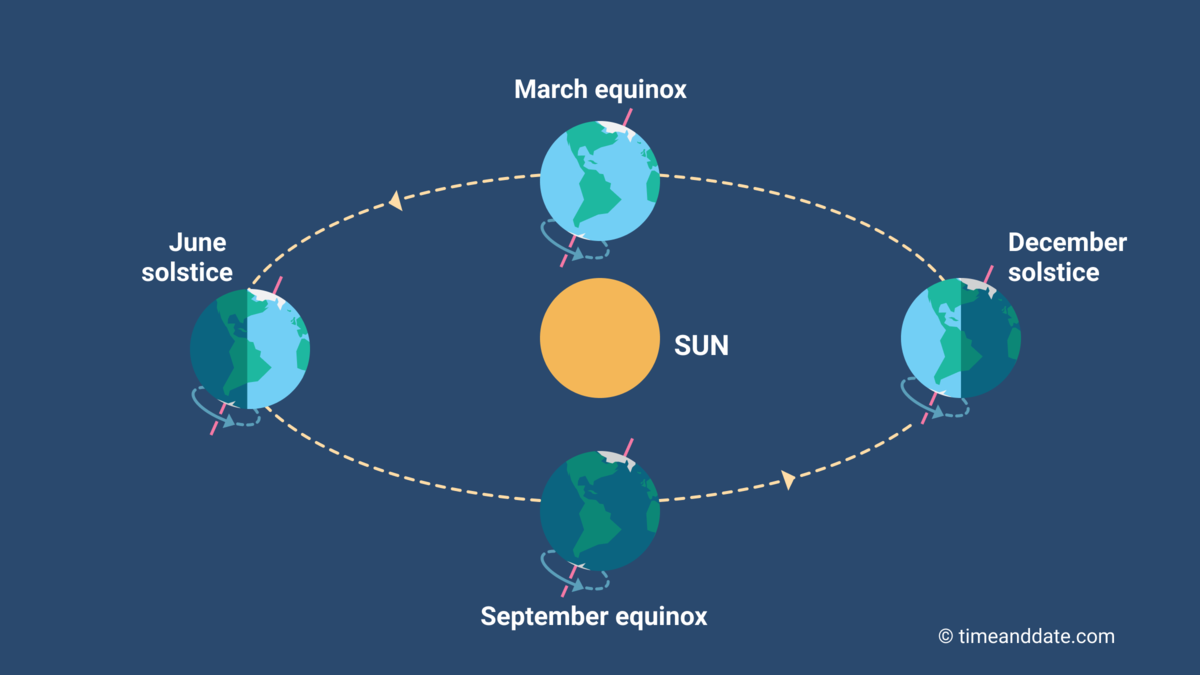 March equinox
June
solstice
December
solstice
SUN
September equinox
© timeanddate.com